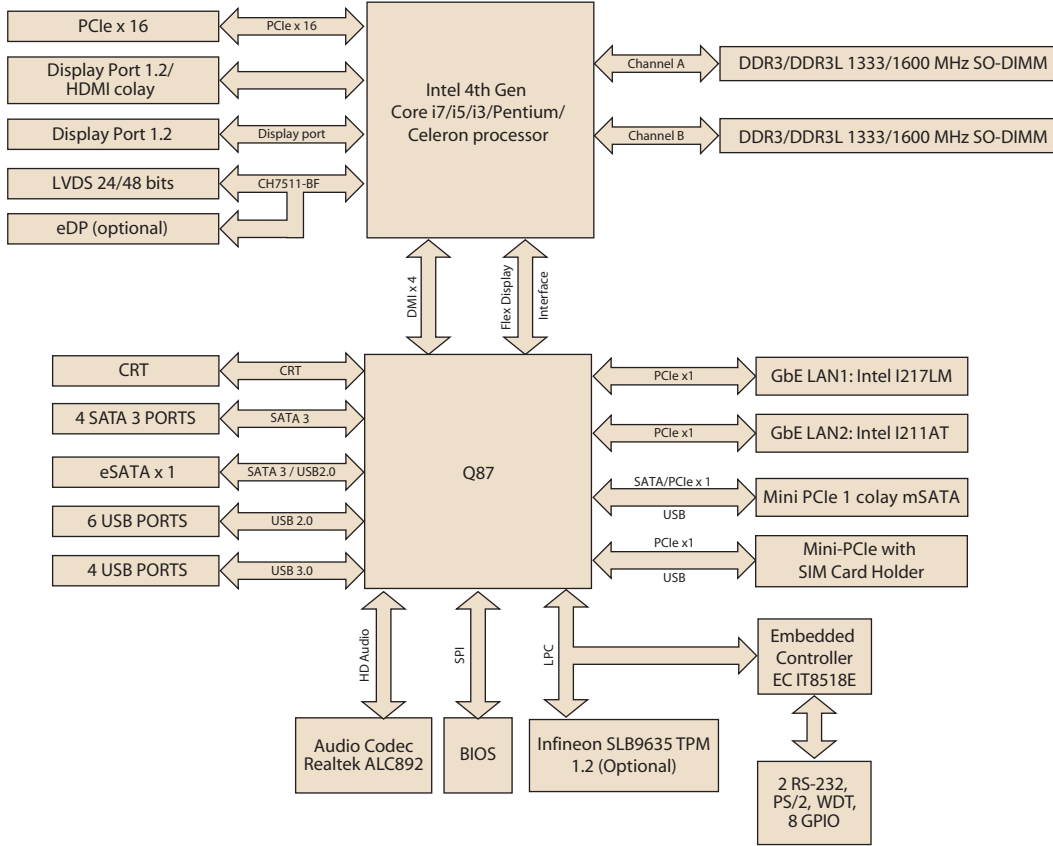 PCIe x 16
PCIe x 16
Display Port 1.2/
HDMI colay
Display Port 1.2
Display port
LVDS 24/48 bits
CH7511-BF
eDP (optional)
Intel 4th Gen
Core i7/i5/i3/Pentium/
Celeron processor
Channel A
DDR3/DDR3L 1333/1600 MHz SO-DIMM
Channel B
DDR3/DDR3L 1333/1600 MHz SO-DIMM
DMI x 4
Flex Display
Interface
CRT
CRT
4 SATA 3 PORTS
SATA 3
eSATA x 1
SATA 3 / USB2.0
6 USB PORTS
USB 2.0
4 USB PORTS
USB 3.0
Q87
PCIe x1
GbE LAN1: Intel I217LM
PCIe x1
GbE LAN2: Intel I211AT
SATA/PCIe x 1
USB
Mini PCIe 1 colay mSATA
PCIe x1
USB
Mini-PCIe with
SIM Card Holder
HD Audio
SPI
LPC
Embedded
Controller
EC IT8518E
Audio Codec
Realtek ALC892
BIOS
Infineon SLB9635 TPM
1.2 (Optional)
2 RS-232,
PS/2, WDT,
8 GPIO